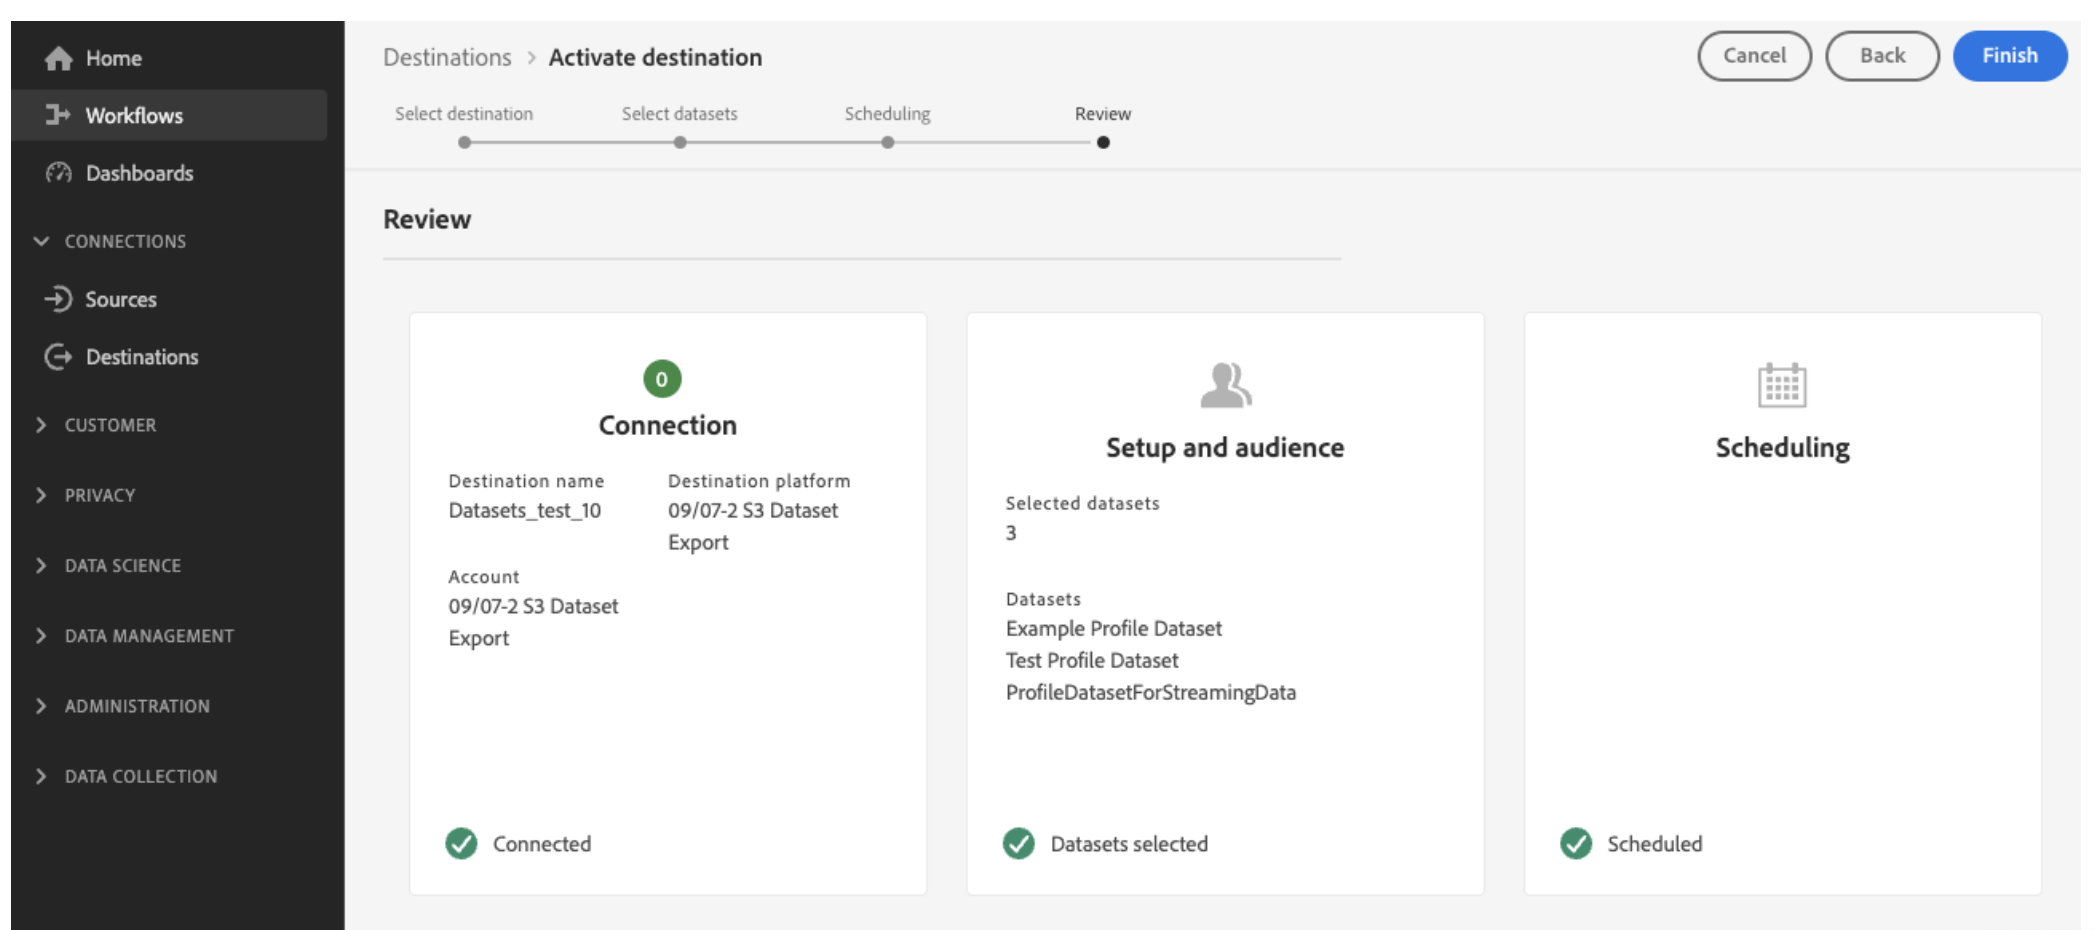 Home
Workflows
Dashboards
CONNECTIONS
Sources
Destinations
CUSTOMER
PRIVACY
DATA SCIENCE
DATA MANAGEMENT
ADMINISTRATION
DATA COLLECTION
Destinations > Activate destination
Cancel
Back
Finish
Select destination
Select datasets
Scheduling
Review
Review
0
Connection
Destination name
Datasets_test_10
Destination platform
09/07-2 S3 Dataset
Export
Account
09/07-2 S3 Dataset
Export
Connected
Setup and audience
Selected datasets
3
Datasets
Example Profile Dataset
Test Profile Dataset
ProfileDatasetForStreamingData
Datasets selected
Scheduling
Scheduled